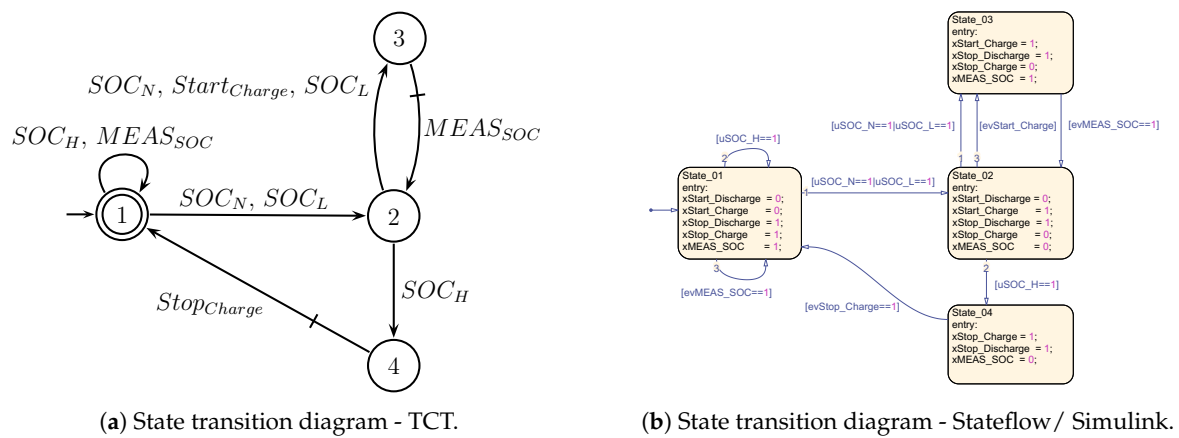 3
SOC_N, Start_Charge, SOC_L
MEAS_SOC
SOC_H, MEAS_SOC
1
SOC_N, SOC_L
2
SOC_H
Stop_Charge
4
(a) State transition diagram - TCT.
State_03
entry:
xStart_Charge = 1;
xStop_Discharge = 1;
xStop_Charge = 0;
xMEAS_SOC = 1;
[uSOC_N==1|uSOC_L==1]
[evStart_Charge]
[evMEAS_SOC==1]
1
3
[uSOC_H==1]
2
State_01
entry:
xStart_Discharge = 0;
xStart_Charge = 0;
xStop_Discharge = 1;
xStop_Charge = 1;
xMEAS_SOC = 1;
3
[evMEAS_SOC==1]
[uSOC_N==1|uSOC_L==1]
1
State_02
entry:
xStart_Discharge = 0;
xStart_Charge = 1;
xStop_Discharge = 1;
xStop_Charge = 0;
xMEAS_SOC = 0;
2
[uSOC_H==1]
[evStop_Charge==1]
State_04
entry:
xStop_Charge = 1;
xStop_Discharge = 1;
xMEAS_SOC = 0;
(b) State transition diagram - Stateflow/ Simulink.